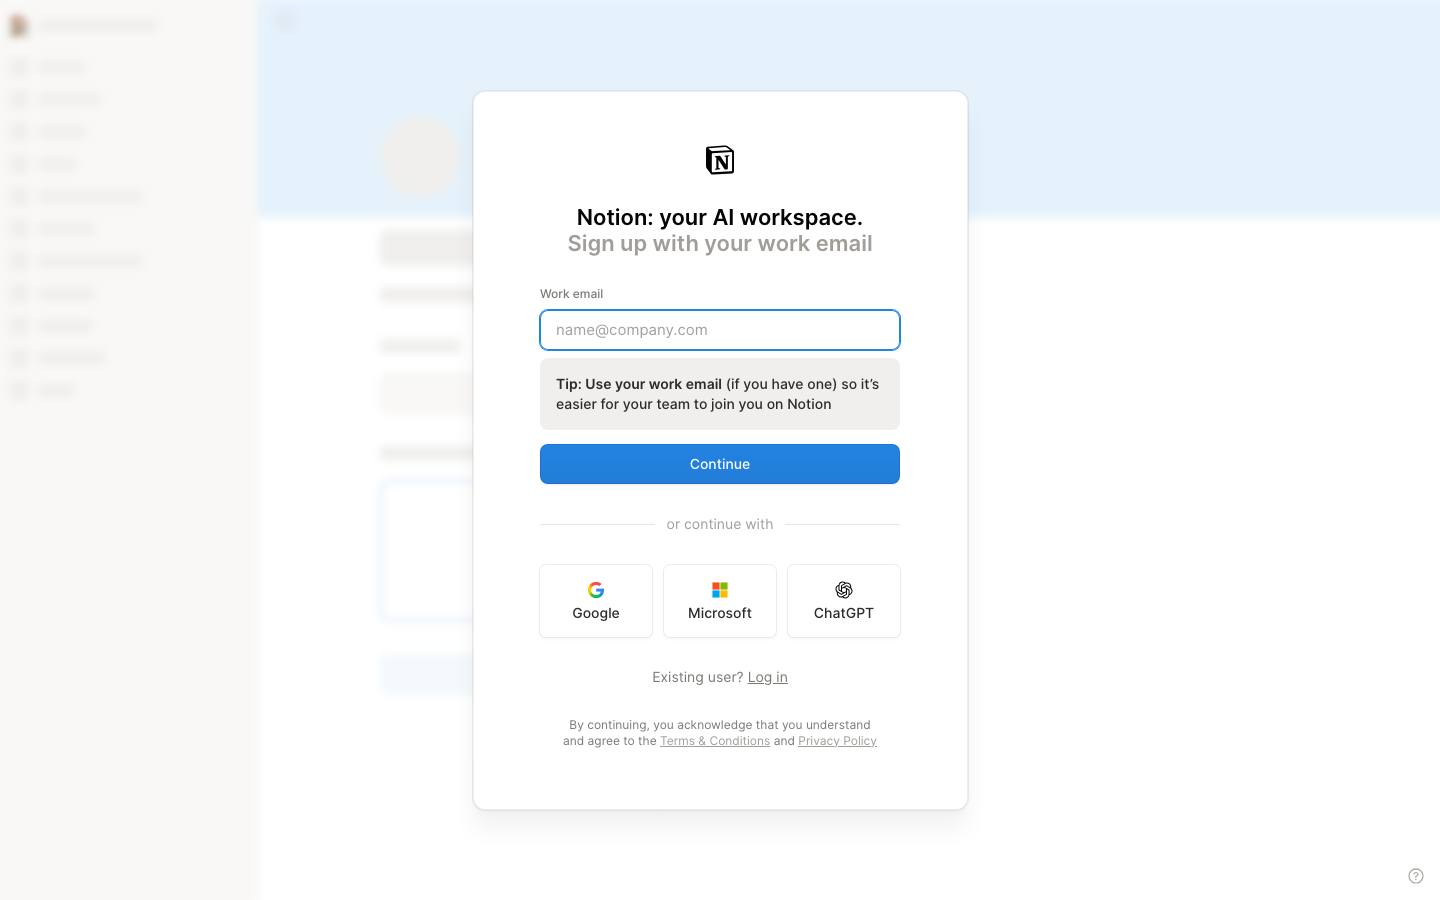 Notion: your AI workspace.
Sign up with your work email
Work email
name@company.com
Tip: Use your work email (if you have one) so it’s
easier for your team to join you on Notion
Continue
or continue with
Google
Microsoft
ChatGPT
Existing user? Log in
By continuing, you acknowledge that you understand
and agree to the Terms & Conditions and Privacy Policy